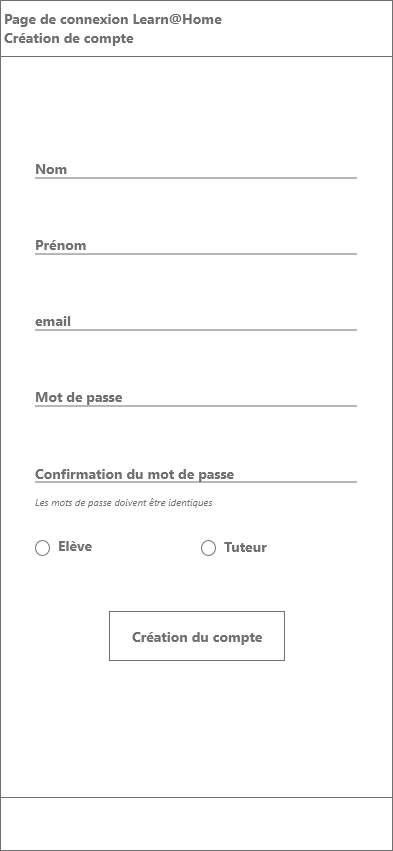 Page de connexion Learn@Home
Création de compte
Nom
Prénom
email
Mot de passe
Confirmation du mot de passe
Les mots de passe doivent être identiques
Elève Tuteur
Création du compte